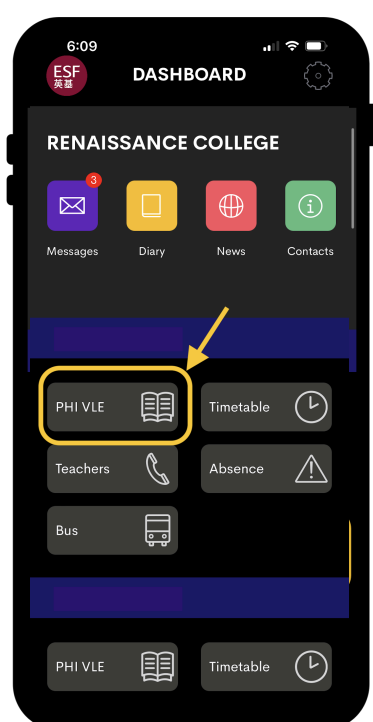 6:09
ESF
英基
DASHBOARD
RENAISSANCE COLLEGE
3
Messages Diary News Contacts
PHI VLE Timetable
Teachers Absence
Bus
PHI VLE Timetable